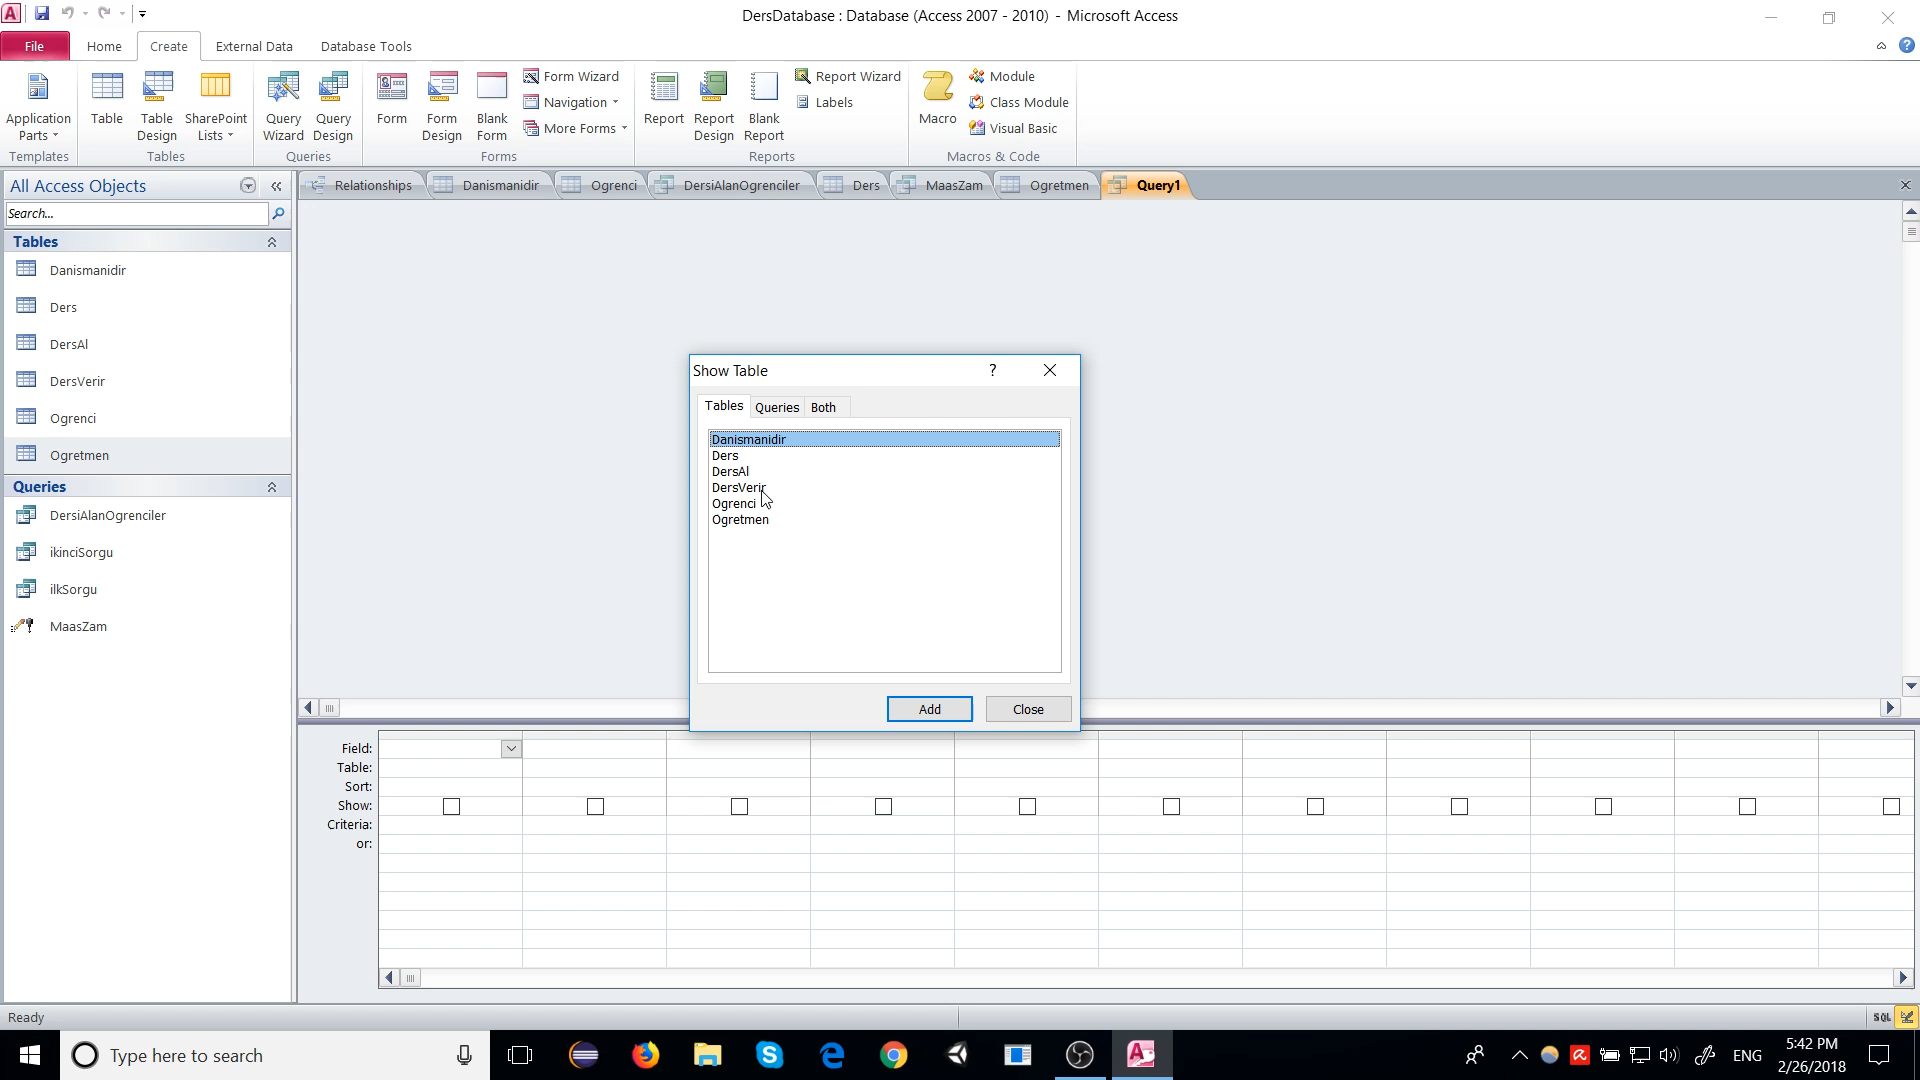 DersDatabase : Database (Access 2007 - 2010) - Microsoft Access
File Home Create External Data Database Tools
Application Parts
Templates
Table
Table Design
SharePoint Lists
Tables
Query Wizard
Query Design
Queries
Form
Form Design
Blank Form
Form Wizard
Navigation
More Forms
Forms
Report
Report Design
Blank Report
Report Wizard
Labels
Reports
Macro
Module
Class Module
Visual Basic
Macros & Code
All Access Objects
Search...
Tables
Danismanidir
Ders
DersAl
DersVerir
Ogrenci
Ogretmen
Queries
DersiAlanOgrenciler
ikinciSorgu
ilkSorgu
MaasZam
Relationships Danismanidir Ogrenci DersiAlanOgrenciler Ders MaasZam Ogretmen Query1
Show Table ?
Tables Queries Both
Danismanidir
Ders
DersAl
DersVerir
Ogrenci
Ogretmen
Add Close
Field:
Table:
Sort:
Show:
Criteria:
or:
Ready
SQL
Type here to search
ENG
5:42 PM
2/26/2018